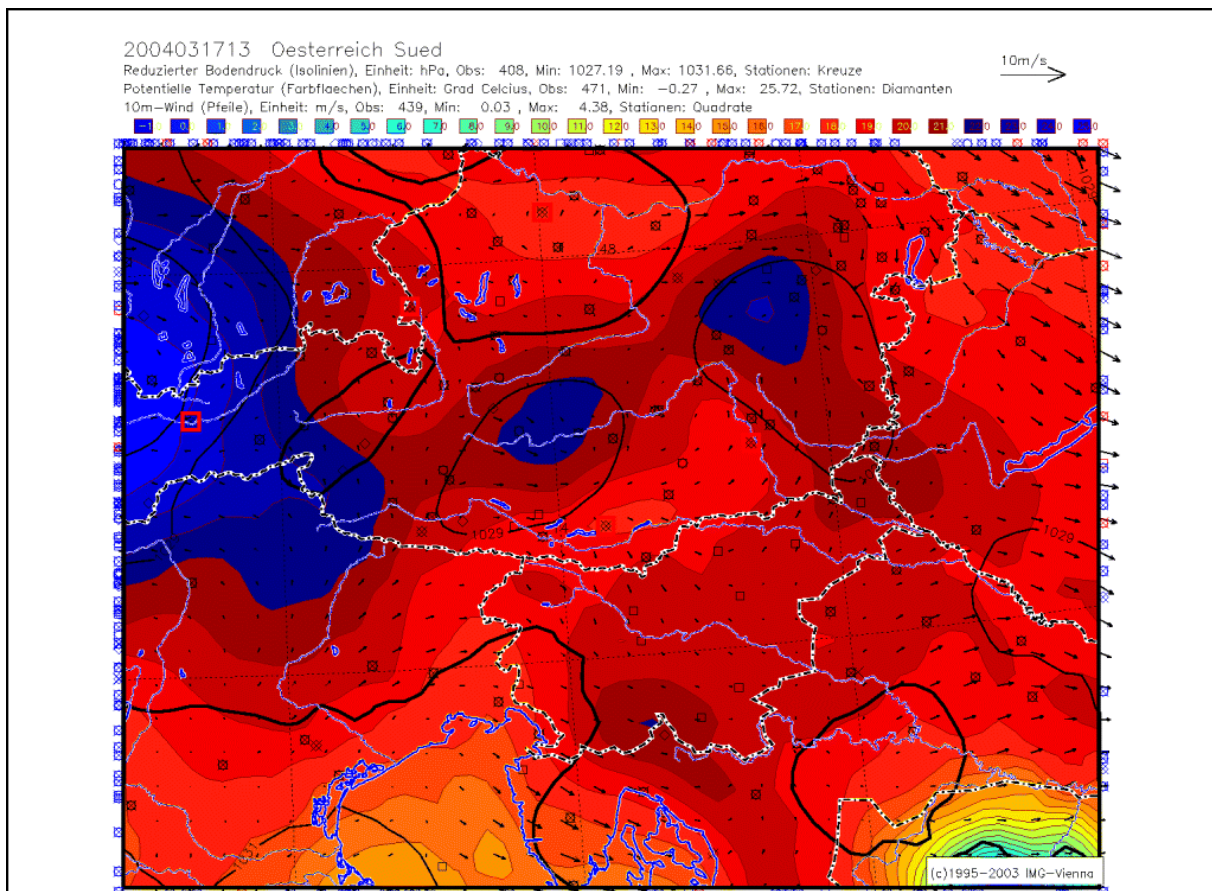 2004031713 Oesterreich Sued
10m/s
Reduzierter Bodendruck (Isolinien), Einheit: hPa, Obs: 408, Min: 1027.19 , Max: 1031.66, Stationen: Kreuze
Potentielle Temperatur (Farbflaechen), Einheit: Grad Celcius, Obs: 471, Min: -0.27 , Max: 25.72, Stationen: Diamanten
10m-Wind (Pfeile), Einheit: m/s, Obs: 439, Min: 0.03 , Max: 4.38, Stationen: Quadrate
48
1029
1029
(c)1995-2003 IMG-Vienna